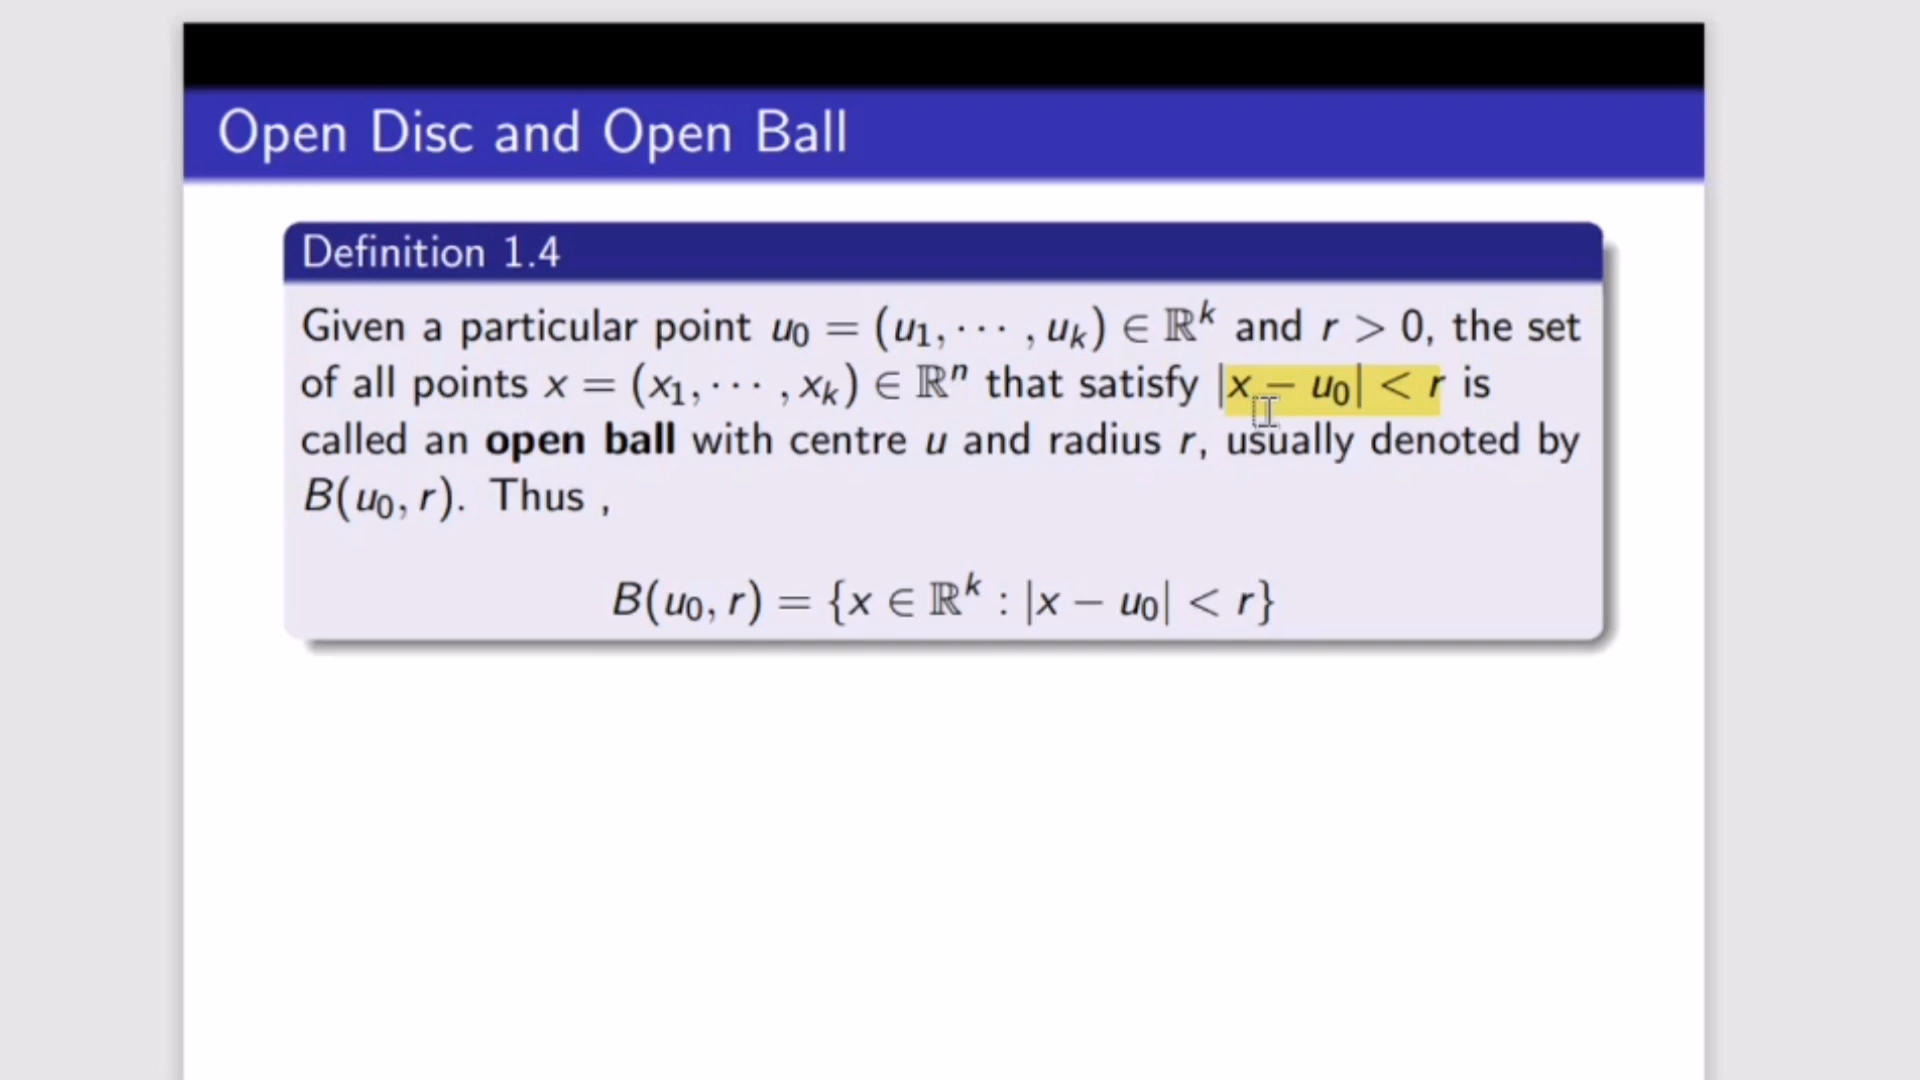 Open Disc and Open Ball
Definition 1.4
Given a particular point u₀ = (u₁, ··· , uₖ) ∈ ℝᵏ and r > 0, the set
of all points x = (x₁, ··· , xₖ) ∈ ℝⁿ that satisfy |x − u₀| < r is
called an open ball with centre u and radius r, usually denoted by
B(u₀, r). Thus ,
B(u₀, r) = {x ∈ ℝᵏ : |x − u₀| < r}